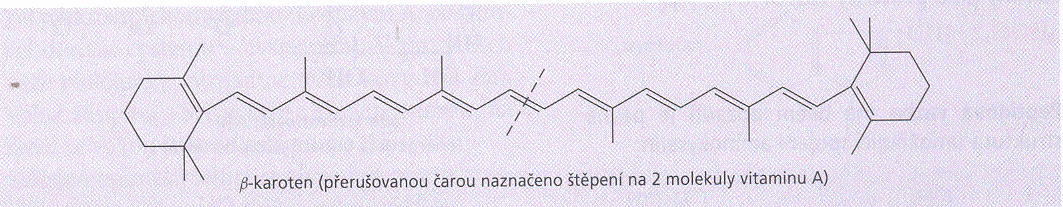 β-karoten (přerušovanou čarou naznačeno štěpení na 2 molekuly vitaminu A)